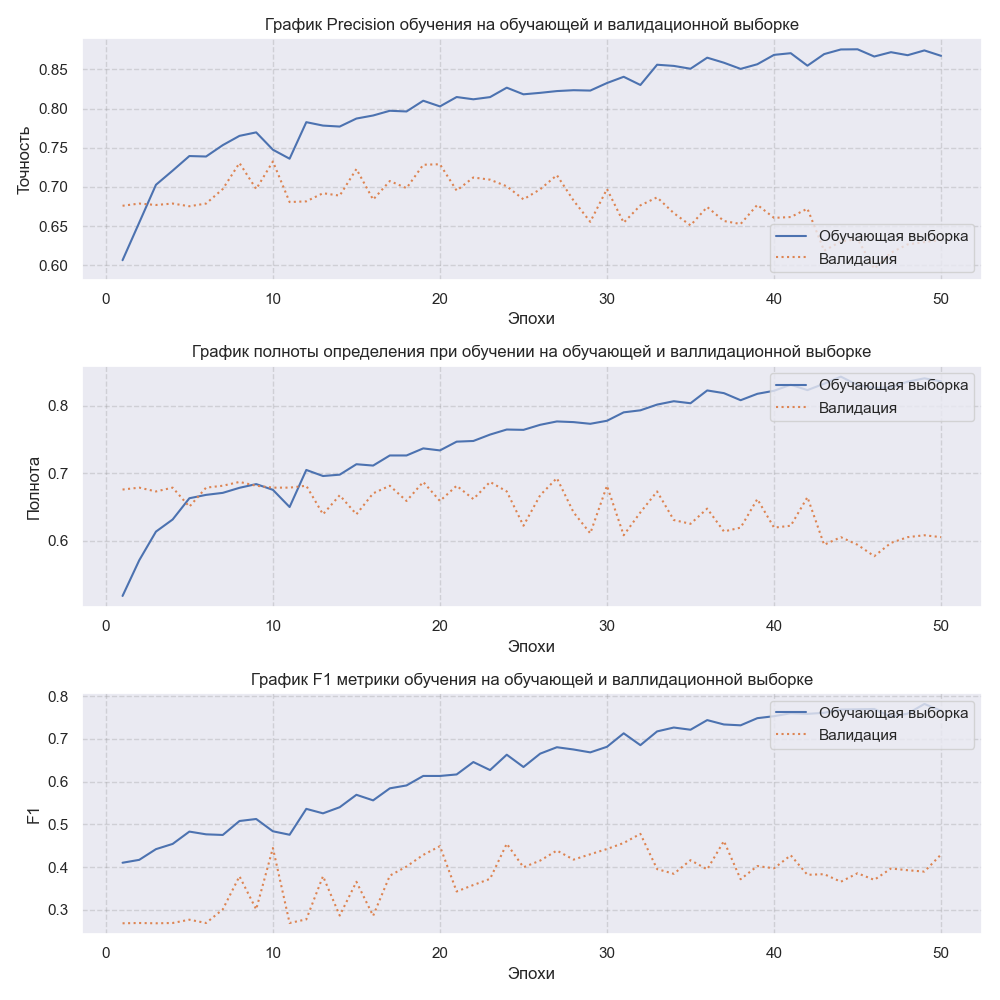 График Precision обучения на обучающей и валидационной выборке
Точность
0.85
0.80
0.75
0.70
0.65
0.60
Обучающая выборка
Валидация
0 10 20 30 40 50
Эпохи
График полноты определения при обучении на обучающей и валлидационной выборке
Полнота
0.8
0.7
0.6
Обучающая выборка
Валидация
0 10 20 30 40 50
Эпохи
График F1 метрики обучения на обучающей и валлидационной выборке
F1
0.8
0.7
0.6
0.5
0.4
0.3
Обучающая выборка
Валидация
0 10 20 30 40 50
Эпохи